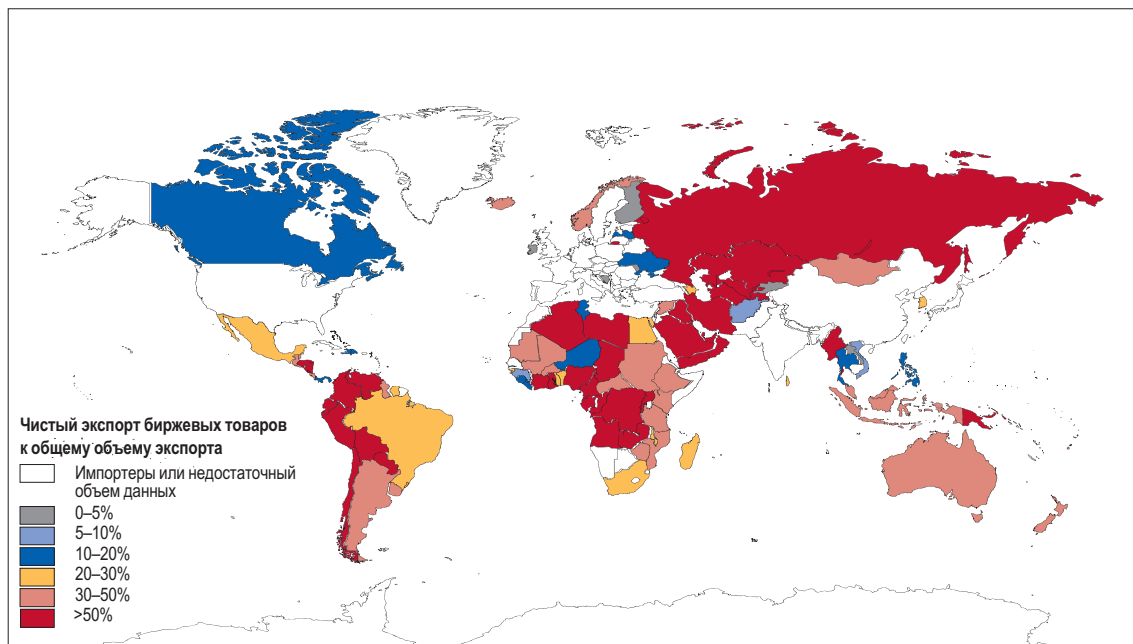 Чистый экспорт биржевых товаров
к общему объему экспорта
Импортеры или недостаточный
объем данных
0–5%
5–10%
10–20%
20–30%
30–50%
>50%